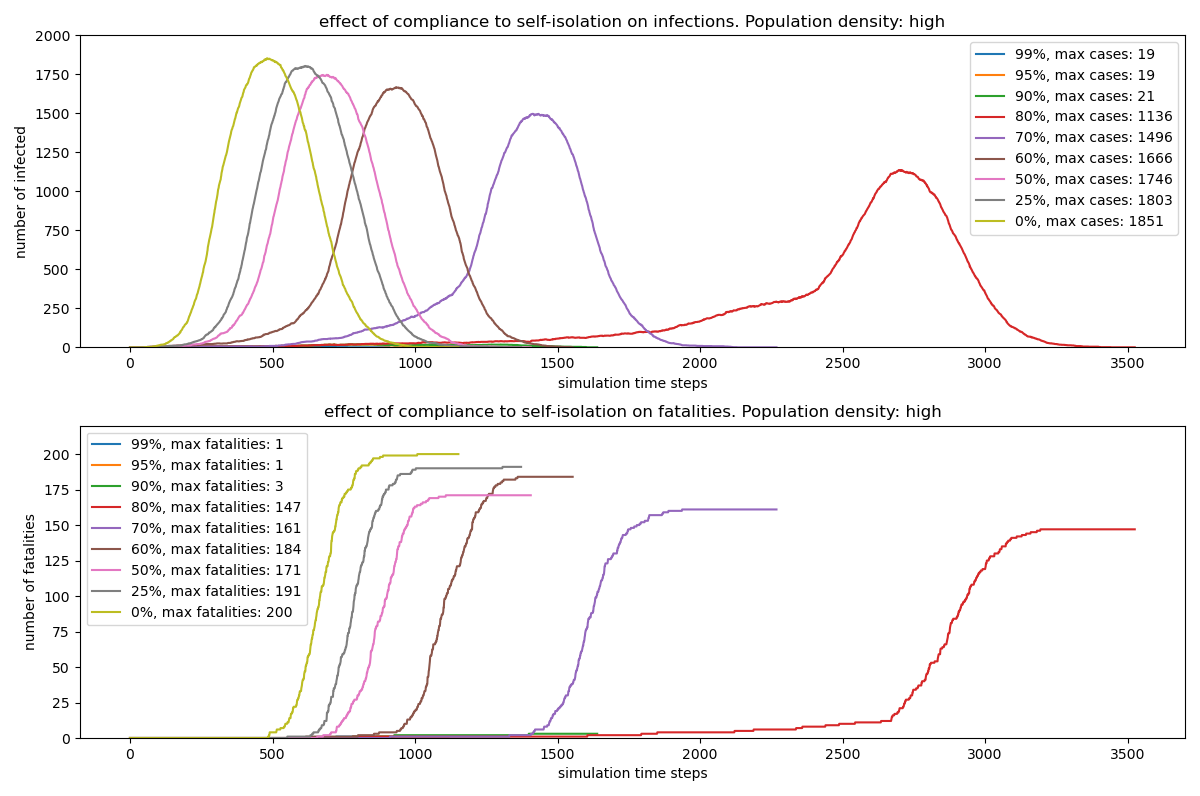 effect of compliance to self-isolation on infections. Population density: high
number of infected
2000
1750
1500
1250
1000
750
500
250
0
99%, max cases: 19
95%, max cases: 19
90%, max cases: 21
80%, max cases: 1136
70%, max cases: 1496
60%, max cases: 1666
50%, max cases: 1746
25%, max cases: 1803
0%, max cases: 1851
0 500 1000 1500 2000 2500 3000 3500
simulation time steps
effect of compliance to self-isolation on fatalities. Population density: high
number of fatalities
200
175
150
125
100
75
50
25
0
99%, max fatalities: 1
95%, max fatalities: 1
90%, max fatalities: 3
80%, max fatalities: 147
70%, max fatalities: 161
60%, max fatalities: 184
50%, max fatalities: 171
25%, max fatalities: 191
0%, max fatalities: 200
0 500 1000 1500 2000 2500 3000 3500
simulation time steps